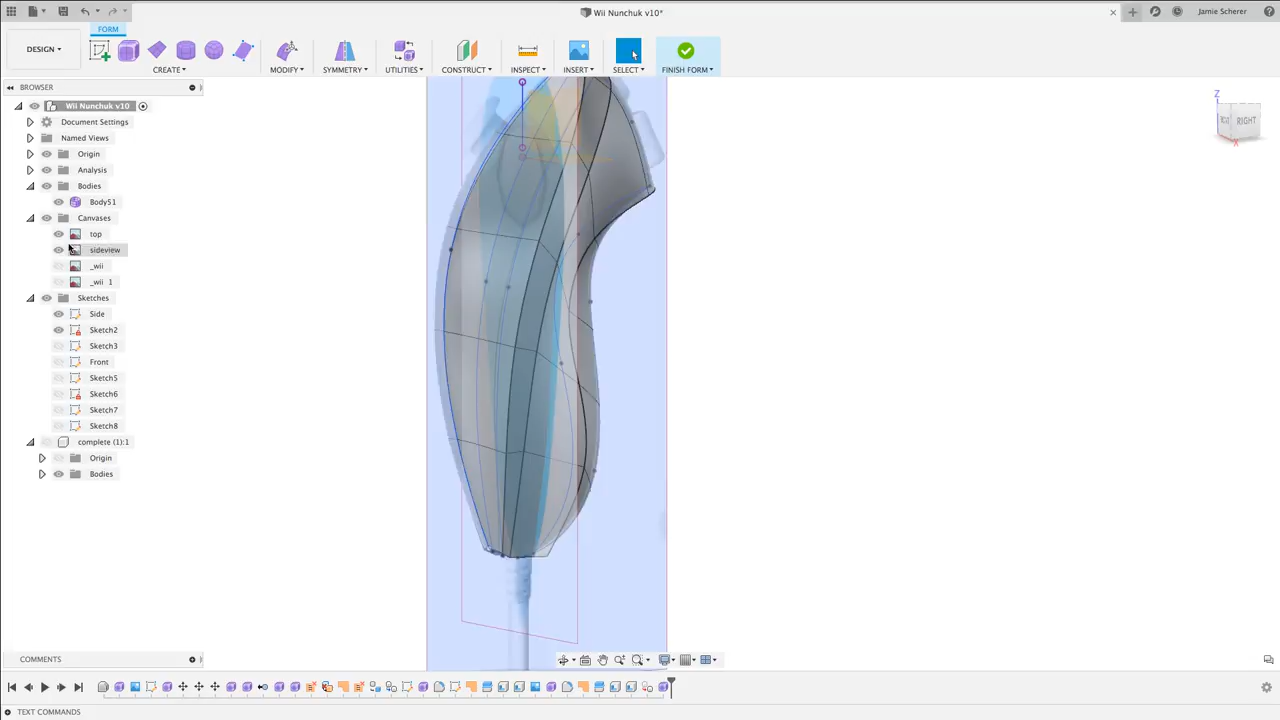 Wii Nunchuk v10*
Jamie Scherer
DESIGN
FORM
CREATE
MODIFY
SYMMETRY
UTILITIES
CONSTRUCT
INSPECT
INSERT
SELECT
FINISH FORM
BROWSER
Wii Nunchuk v10
Document Settings
Named Views
Origin
Analysis
Bodies
Body51
Canvases
top
sideview
_wii
_wii 1
Sketches
Side
Sketch2
Sketch3
Front
Sketch5
Sketch6
Sketch7
Sketch8
complete (1):1
Origin
Bodies
Z
RIGHT
X
COMMENTS
TEXT COMMANDS